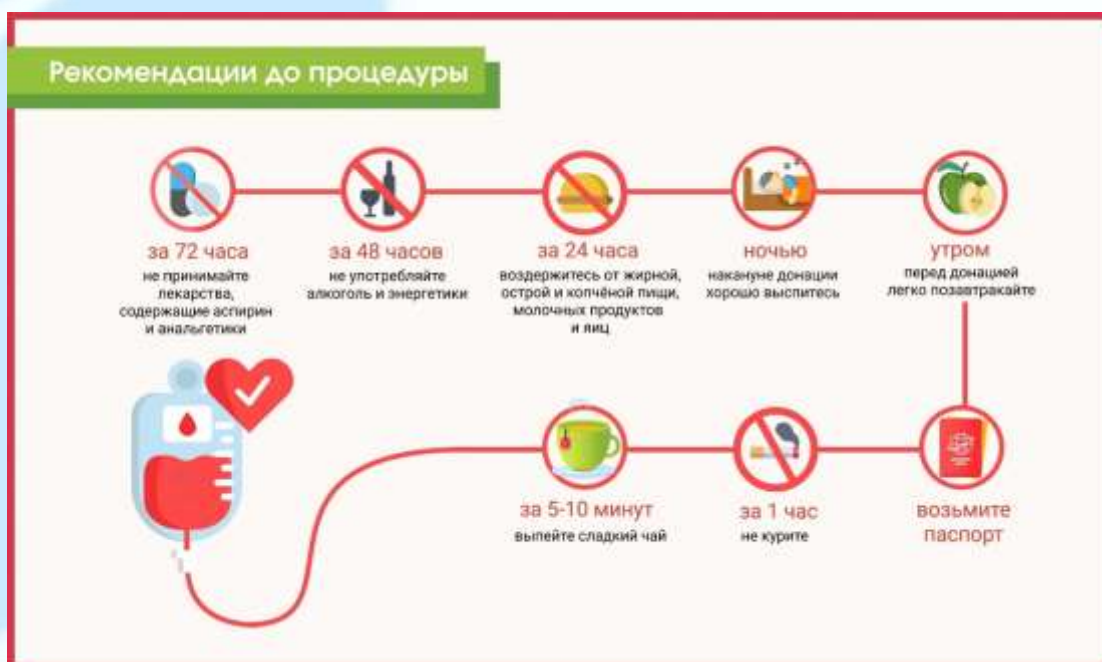 Рекомендации до процедуры
за 72 часа
не принимайте
лекарства,
содержащие аспирин
и анальгетики
за 48 часов
не употребляйте
алкоголь и энергетики
за 24 часа
воздержитесь от жирной,
острой и копчёной пищи,
молочных продуктов
и яиц
ночью
накануне донации
хорошо выспитесь
утром
перед донацией
легко позавтракайте
за 5-10 минут
выпейте сладкий чай
за 1 час
не курите
возьмите
паспорт